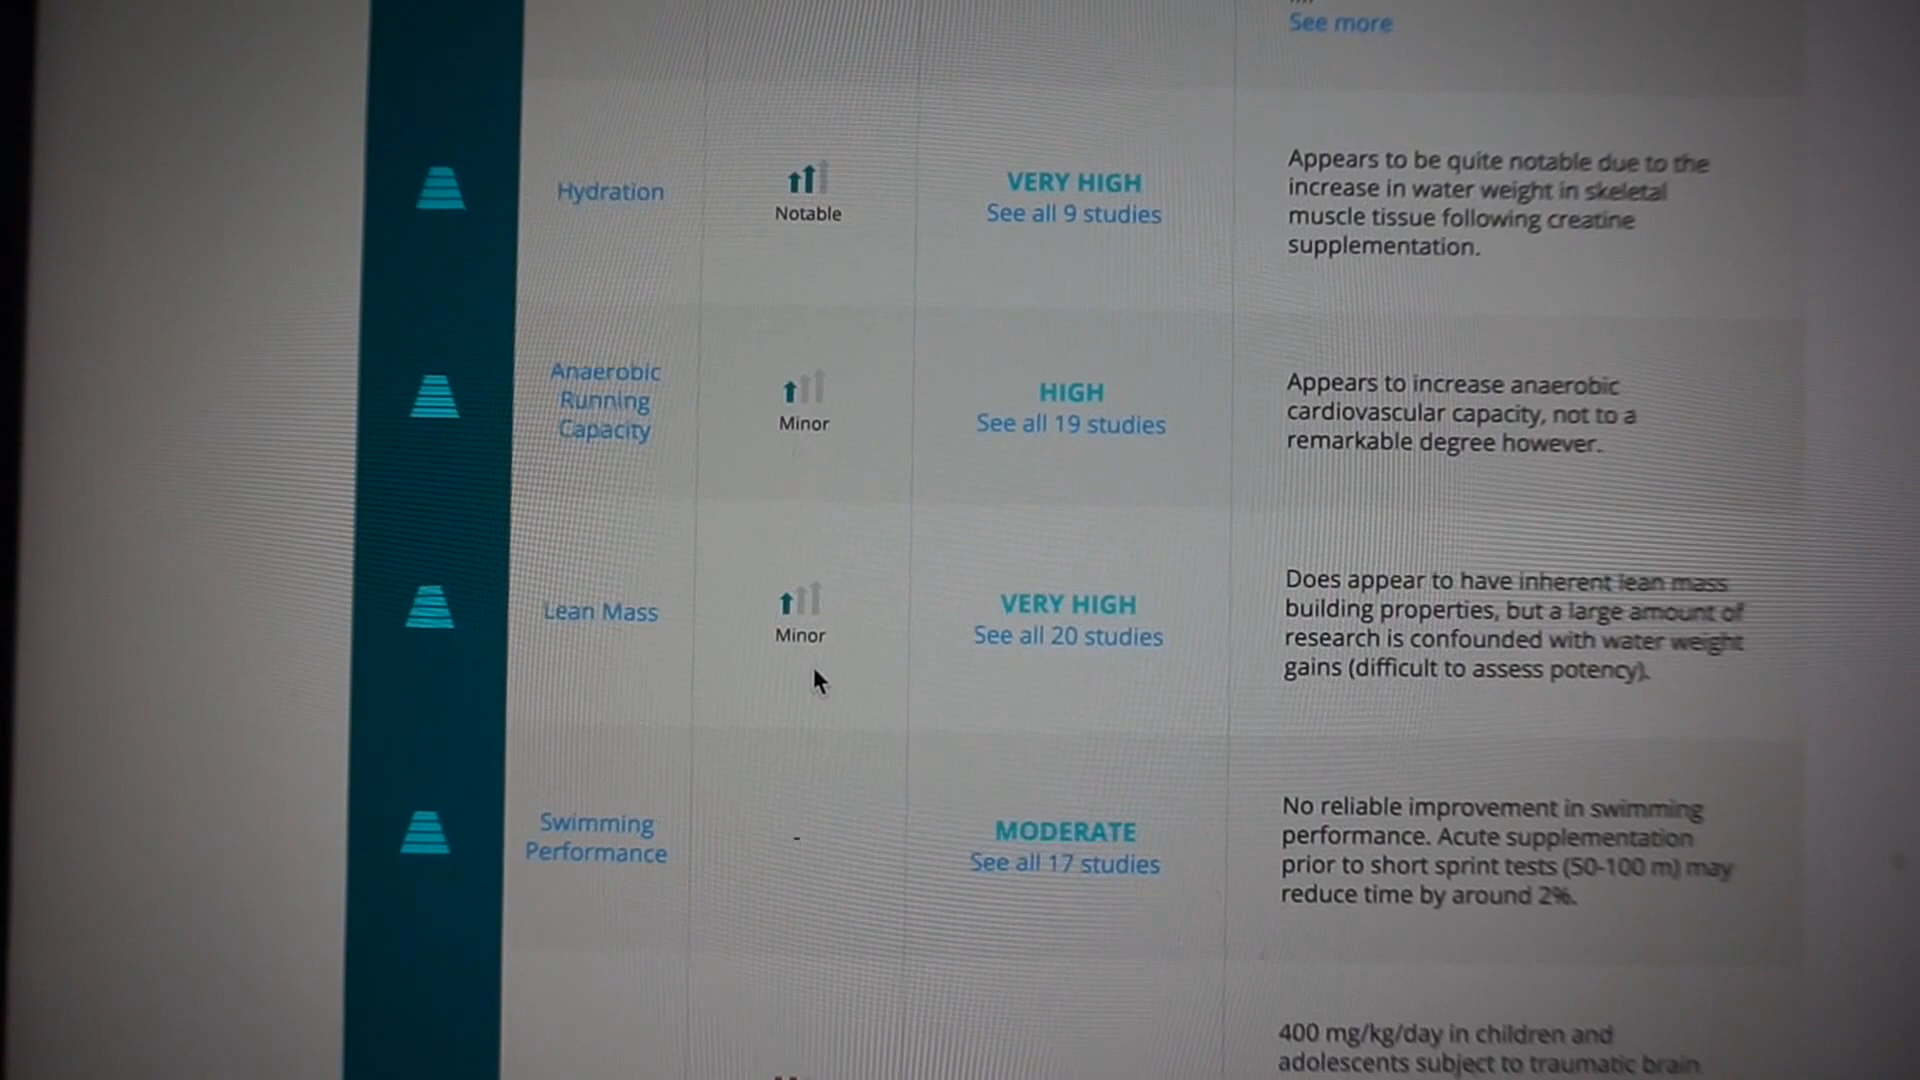 See more
Hydration
Notable
VERY HIGH
See all 9 studies
Appears to be quite notable due to the
increase in water weight in skeletal
muscle tissue following creatine
supplementation.
Anaerobic
Running
Capacity
Minor
HIGH
See all 19 studies
Appears to increase anaerobic
cardiovascular capacity, not to a
remarkable degree however.
Lean Mass
Minor
VERY HIGH
See all 20 studies
Does appear to have inherent lean mass
building properties, but a large amount of
research is confounded with water weight
gains (difficult to assess potency).
Swimming
Performance
-
MODERATE
See all 17 studies
No reliable improvement in swimming
performance. Acute supplementation
prior to short sprint tests (50-100 m) may
reduce time by around 2%.
400 mg/kg/day in children and
adolescents subject to traumatic brain